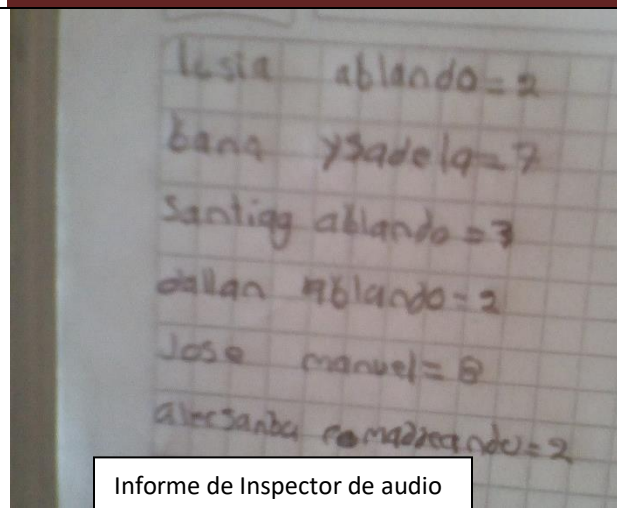 lusia ablando=2
bana ysadela=7
Santiag ablando=3
dallan ablando=2
Jose manuel=8
alecsanba comadreando=2
Informe de Inspector de audio